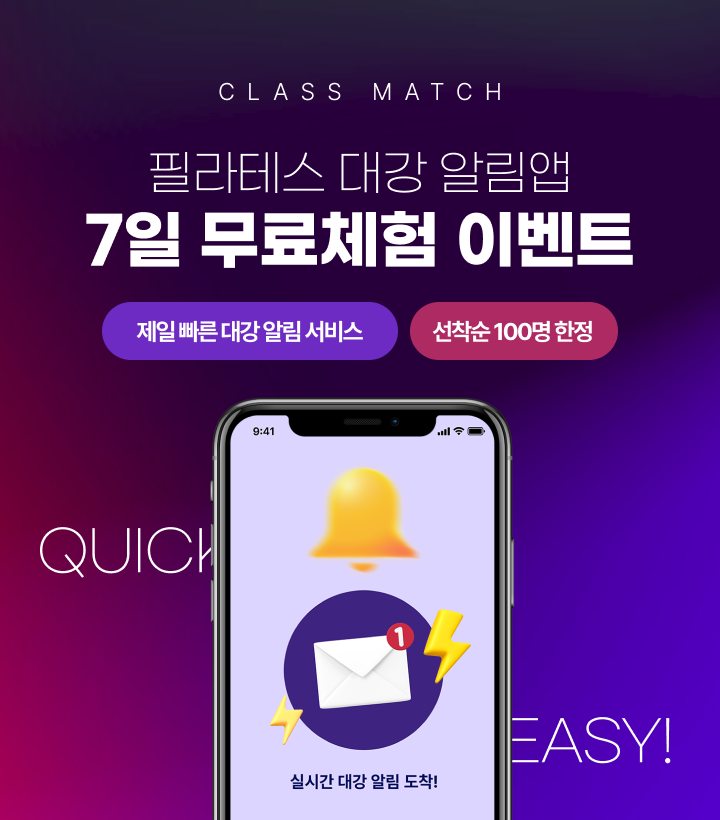 CLASS MATCH
필라테스 대강 알림앱
7일 무료체험 이벤트
제일 빠른 대강 알림 서비스
선착순 100명 한정
9:41
QUICK
1
EASY!
실시간 대강 알림 도착!